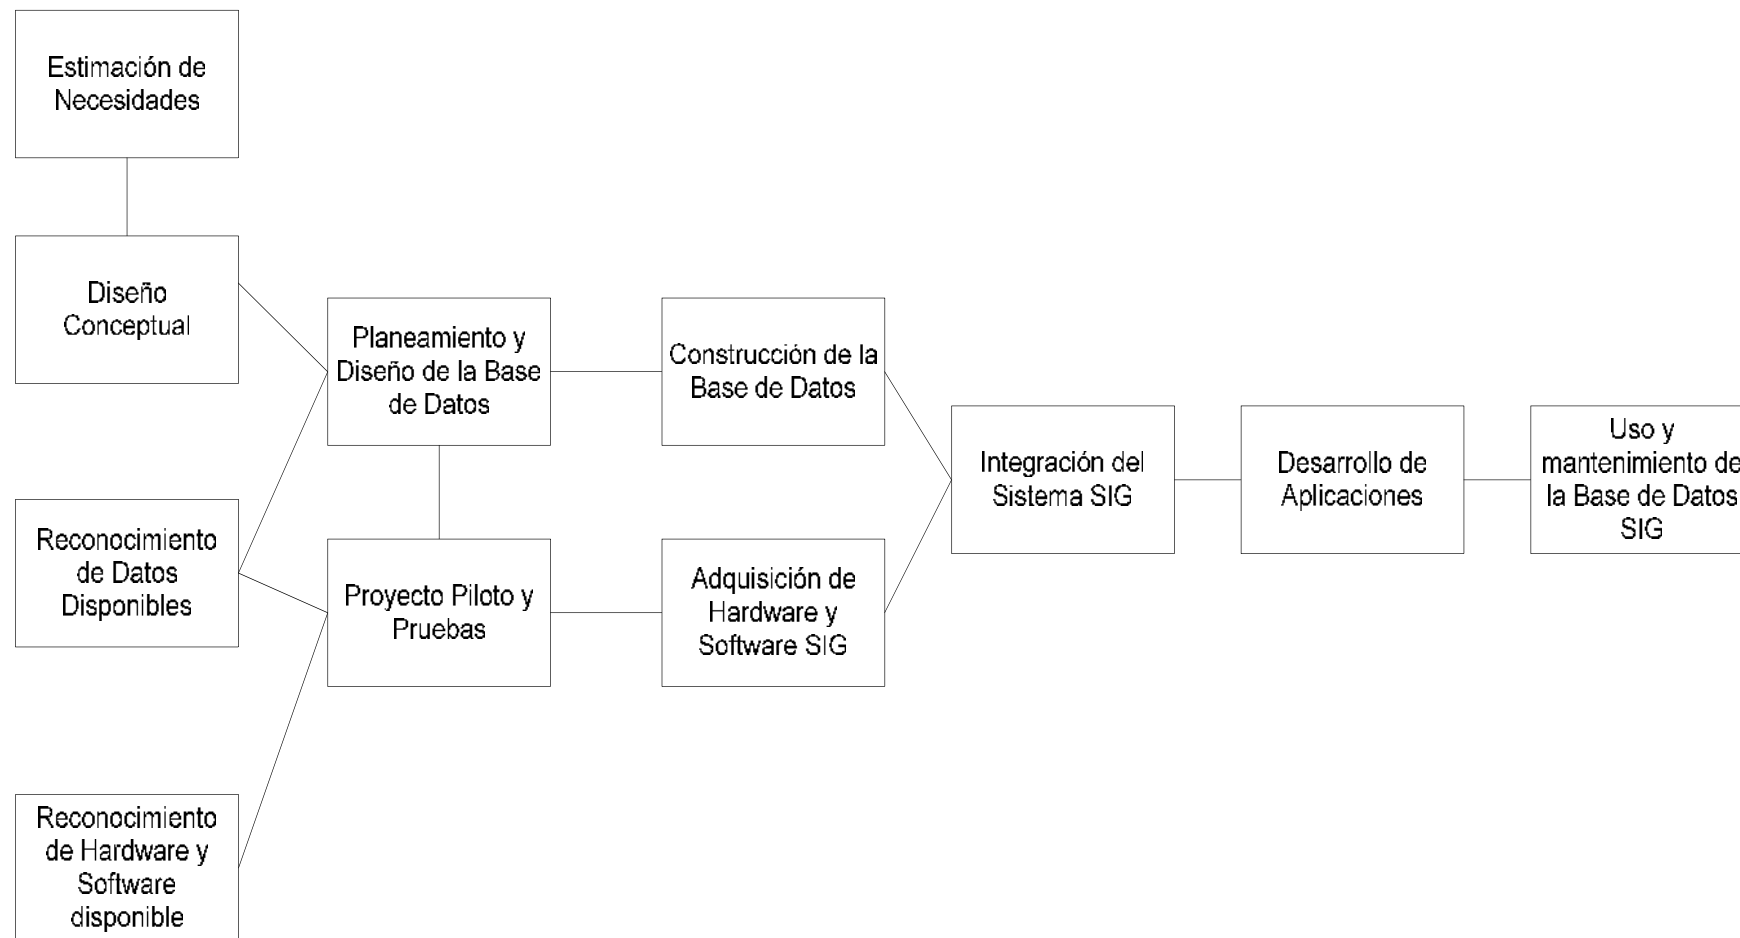 Estimación de
Necesidades
Diseño
Conceptual
Planeamiento y
Diseño de la Base
de Datos
Construcción de la
Base de Datos
Integración del
Sistema SIG
Desarrollo de
Aplicaciones
Uso y
mantenimiento de
la Base de Datos
SIG
Reconocimiento
de Datos
Disponibles
Proyecto Piloto y
Pruebas
Adquisición de
Hardware y
Software SIG
Reconocimiento
de Hardware y
Software
disponible